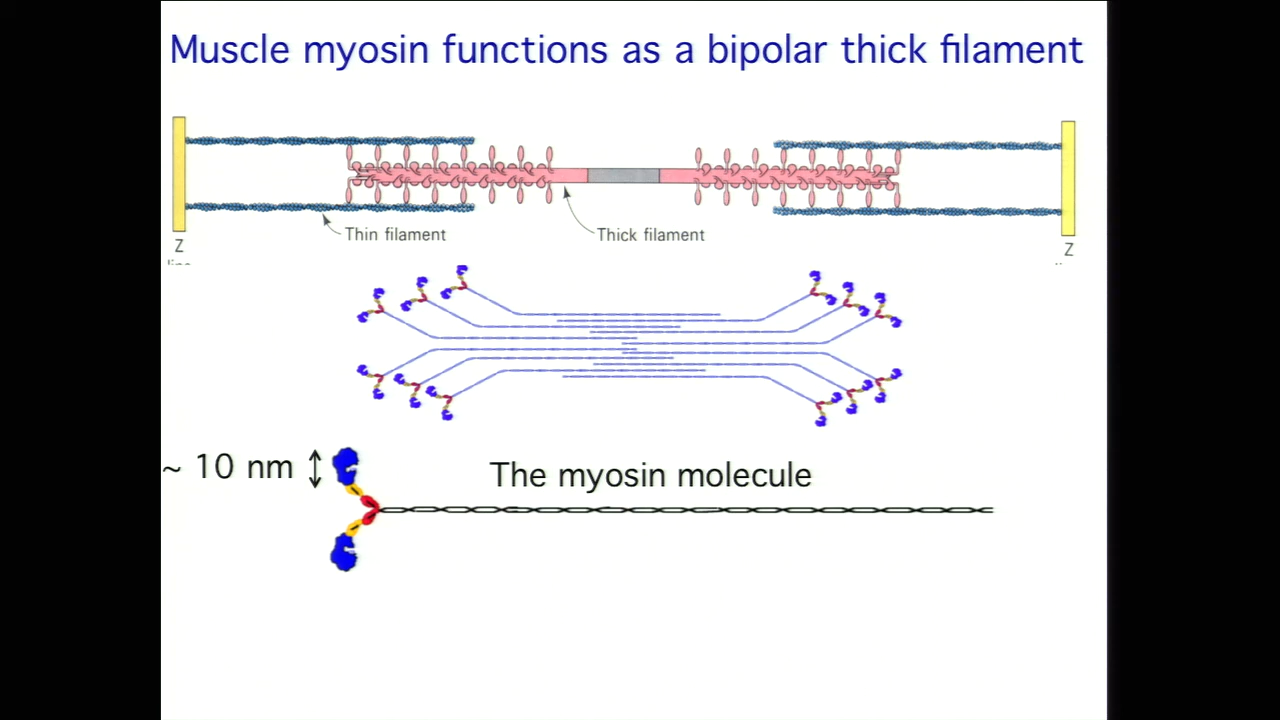 Muscle myosin functions as a bipolar thick filament
Thin filament
Thick filament
Z
Z
~ 10 nm
The myosin molecule